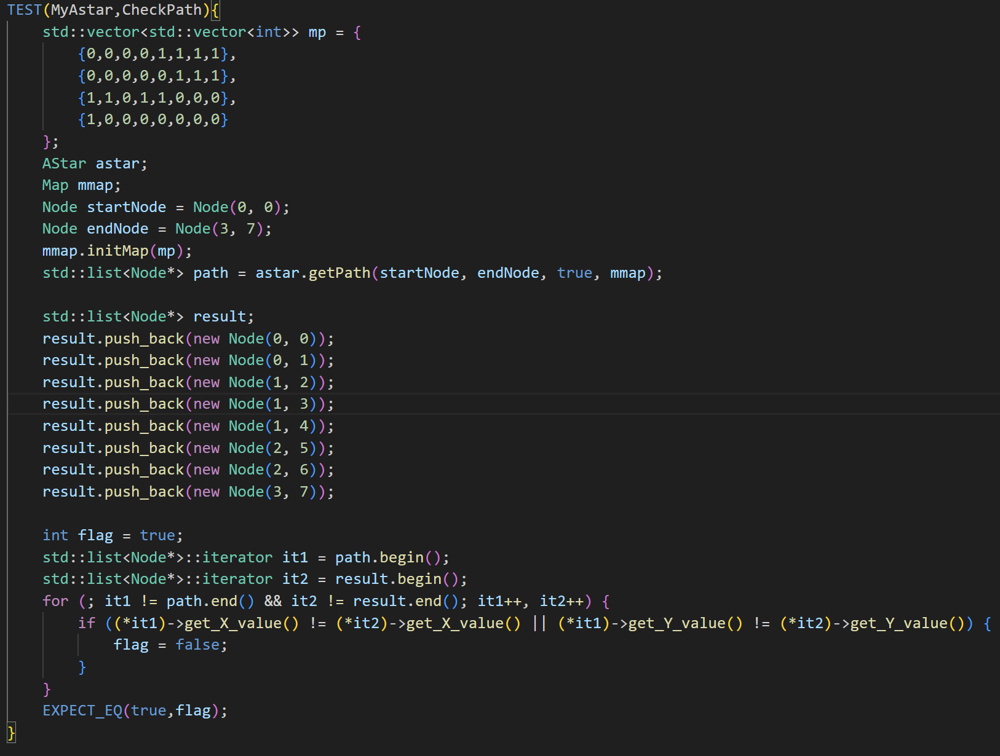 TEST(MyAstar,CheckPath){
    std::vector<std::vector<int>> mp = {
        {0,0,0,0,1,1,1,1},
        {0,0,0,0,0,1,1,1},
        {1,1,0,1,1,0,0,0},
        {1,0,0,0,0,0,0,0}
    };
    AStar astar;
    Map mmap;
    Node startNode = Node(0, 0);
    Node endNode = Node(3, 7);
    mmap.initMap(mp);
    std::list<Node*> path = astar.getPath(startNode, endNode, true, mmap);

    std::list<Node*> result;
    result.push_back(new Node(0, 0));
    result.push_back(new Node(0, 1));
    result.push_back(new Node(1, 2));
    result.push_back(new Node(1, 3));
    result.push_back(new Node(1, 4));
    result.push_back(new Node(2, 5));
    result.push_back(new Node(2, 6));
    result.push_back(new Node(3, 7));

    int flag = true;
    std::list<Node*>::iterator it1 = path.begin();
    std::list<Node*>::iterator it2 = result.begin();
    for (; it1 != path.end() && it2 != result.end(); it1++, it2++) {
        if ((*it1)->get_X_value() != (*it2)->get_X_value() || (*it1)->get_Y_value() != (*it2)->get_Y_value()) {
            flag = false;
        }
    }
    EXPECT_EQ(true,flag);
}